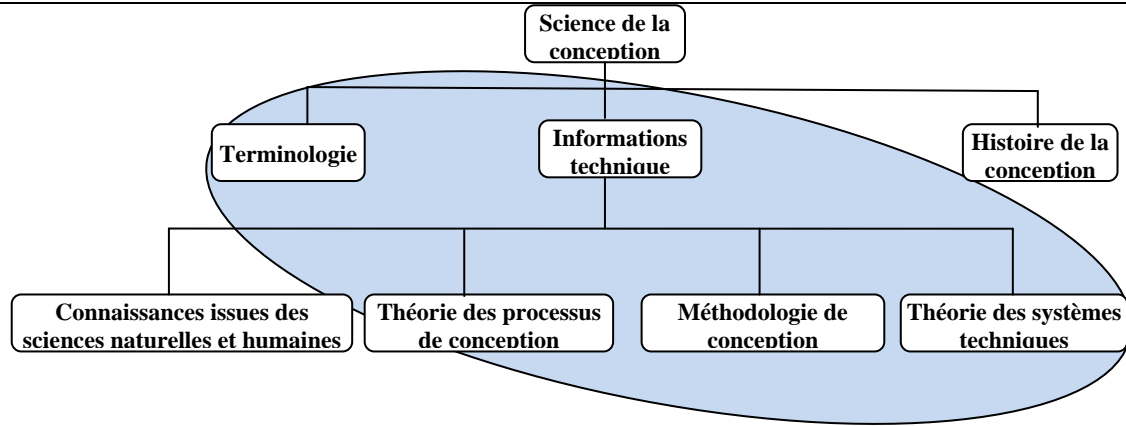 Science de la
conception
Terminologie
Informations
technique
Histoire de la
conception
Connaissances issues des
sciences naturelles et humaines
Théorie des processus
de conception
Méthodologie de
conception
Théorie des systèmes
techniques